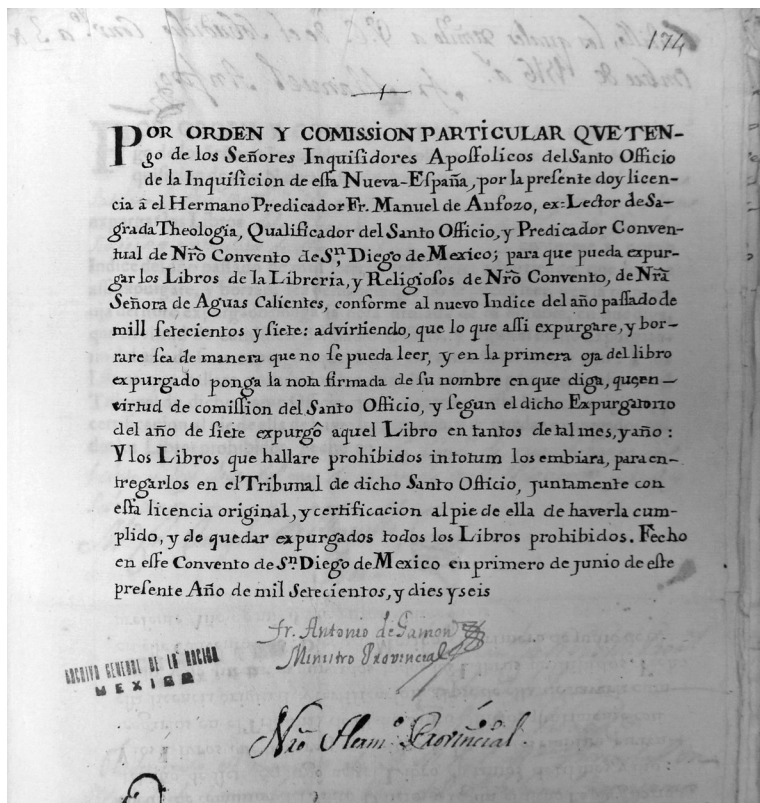 174
POR ORDEN Y COMISSION PARTICULAR QVE TEN-
go de los Señores Inquisidores Apostolicos del Santo Officio
de la Inquisicion de esta Nueva-España, por la presente doy licen-
cia â el Hermano Predicador Fr. Manuel de Ansozo, ex-Lector de Sa-
grada Theologia, Qualificador del Santo Officio, y Predicador Conven-
tual de Nrô Convento de Sn. Diego de Mexico; para que pueda expur-
gar los Libros de la Libreria, y Religiosos de Nrô Convento, de Nrâ
Señora de Aguas Calientes, conforme al nuevo Indice del año passado de
mill setecientos y siete: advirtiendo, que lo que assi expurgare, y bor-
rare sea de manera que no se pueda leer, y en la primera oja del libro
expurgado ponga la nota firmada de su nombre en que diga, que en —
virtud de comission del Santo Officio, y segun el dicho Expurgatorio
del año de siete expurgô aquel Libro en tantos de tal mes, y año:
Y los Libros que hallare prohibidos in totum los embiara, para en-
tregarlos en el Tribunal de dicho Santo Officio, juntamente con
esta licencia original, y certificacion al pie de ella de haverla cum-
plido, y de quedar expurgados todos los Libros prohibidos. Fecho
en este Convento de Sn. Diego de Mexico en primero de junio de este
presente Año de mil Setecientos, y dies y seis
fr. Antonio de Gamon
Ministro Provincial
ARCHIVO GENERAL DE LA NACION
MEXICO
Nrô Herm.o Provincial.